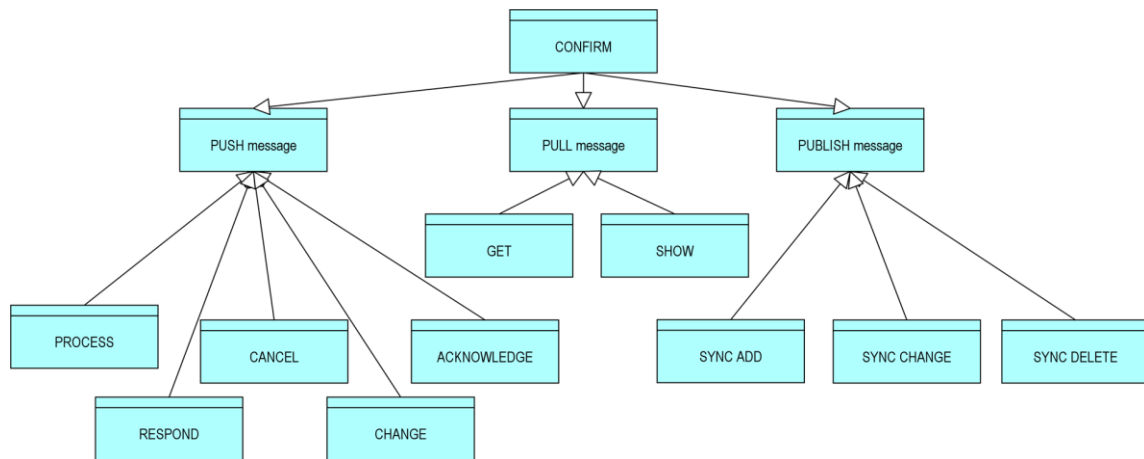 CONFIRM
PUSH message
PULL message
PUBLISH message
GET
SHOW
PROCESS
CANCEL
ACKNOWLEDGE
SYNC ADD
SYNC CHANGE
SYNC DELETE
RESPOND
CHANGE